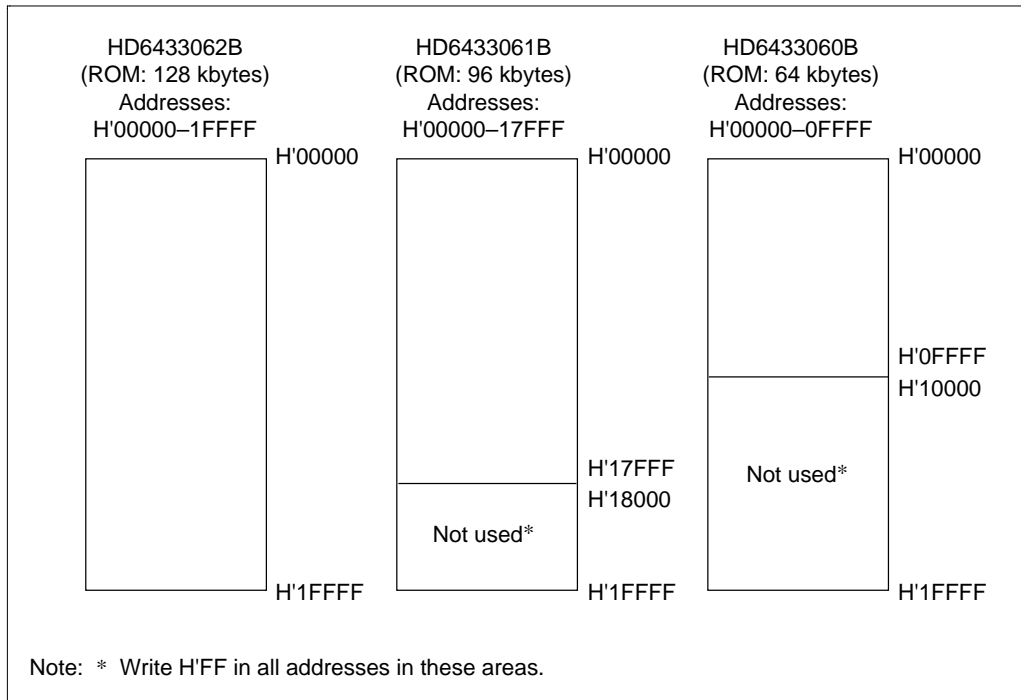 HD6433062B
(ROM: 128 kbytes)
Addresses:
H'00000–1FFFF
H'00000
H'1FFFF
HD6433061B
(ROM: 96 kbytes)
Addresses:
H'00000–17FFF
H'00000
H'17FFF
H'18000
Not used*
H'1FFFF
HD6433060B
(ROM: 64 kbytes)
Addresses:
H'00000–0FFFF
H'00000
H'0FFFF
H'10000
Not used*
H'1FFFF
Note: * Write H'FF in all addresses in these areas.